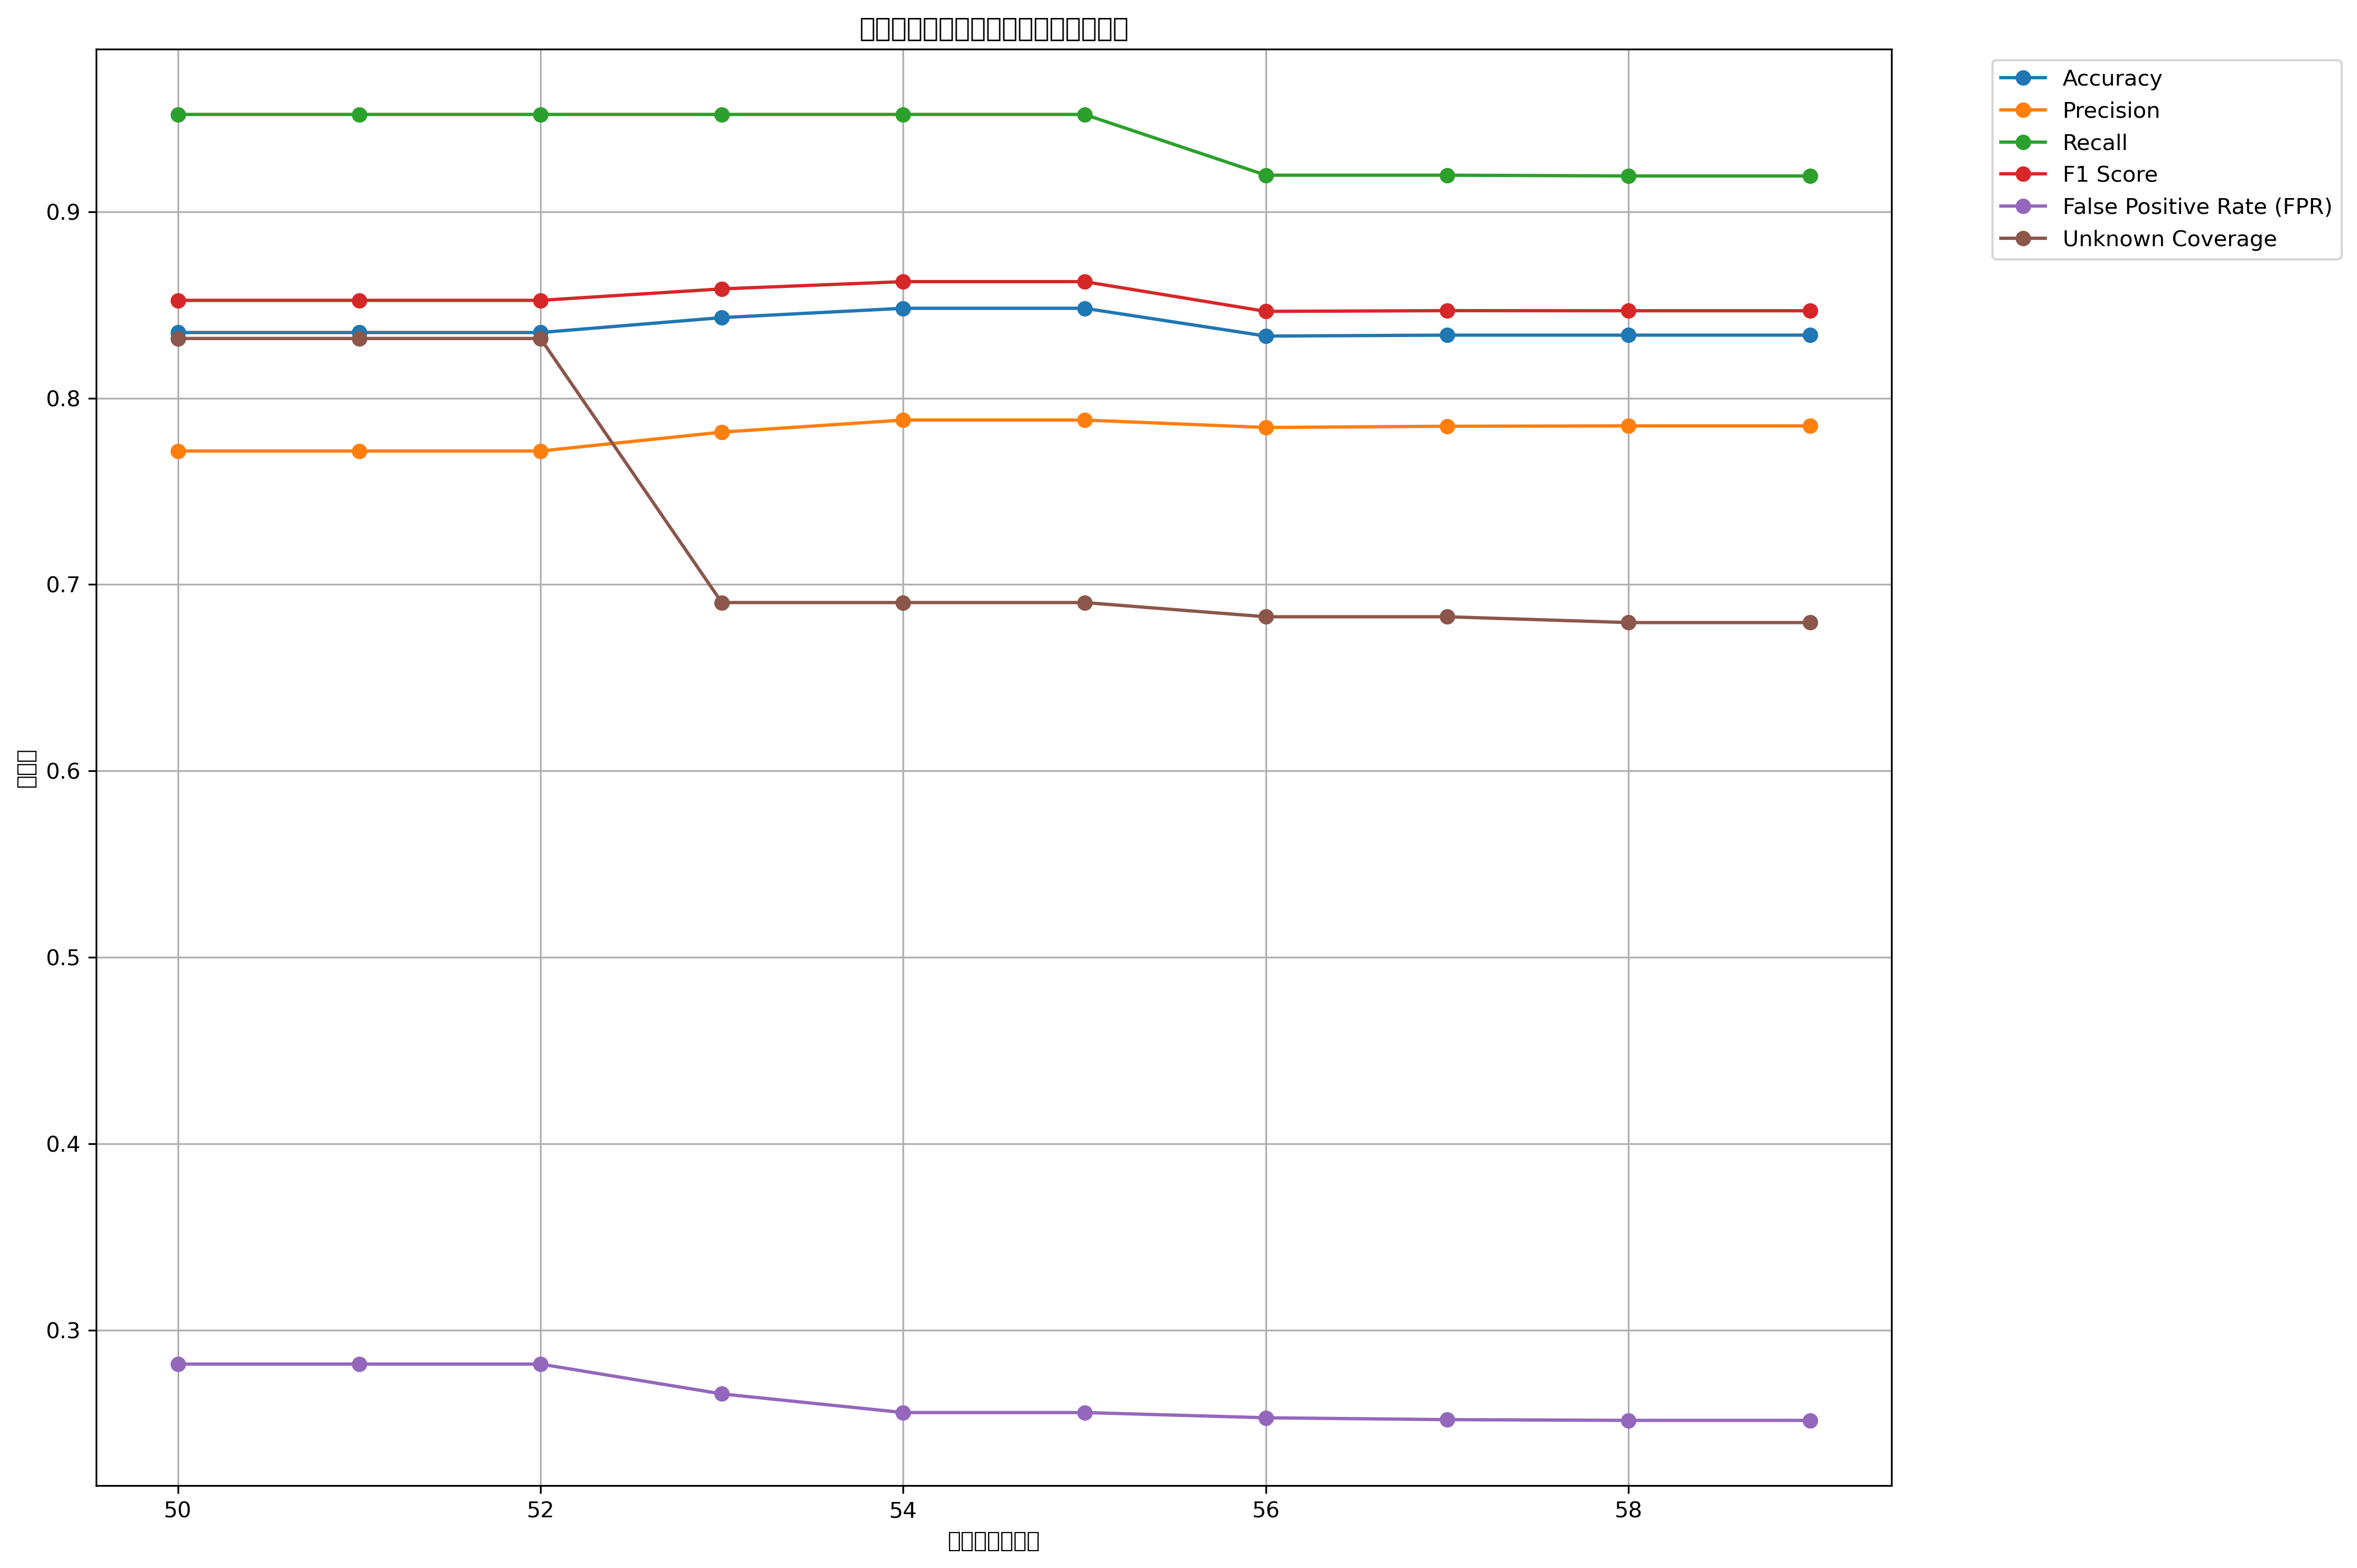 Accuracy
Precision
Recall
F1 Score
False Positive Rate (FPR)
Unknown Coverage
0.9
0.8
0.7
0.6
0.5
0.4
0.3
50 52 54 56 58